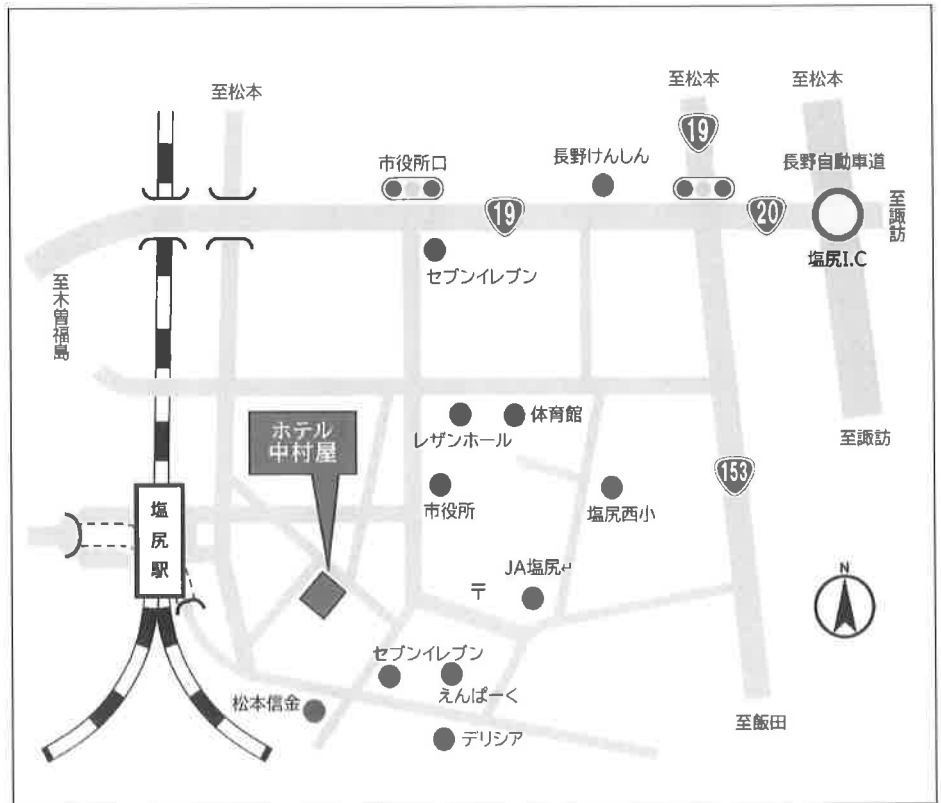 至松本
至松本
至松本
19
長野けんしん
市役所口
長野自動車道
至諏訪
19
20
塩尻I.C
セブンイレブン
至木曽福島
体育館
レザンホール
ホテル
中村屋
至諏訪
153
市役所
塩尻西小
塩尻駅
JA塩尻↵
〒
N
セブンイレブン
えんぱーく
松本信金
デリシア
至飯田